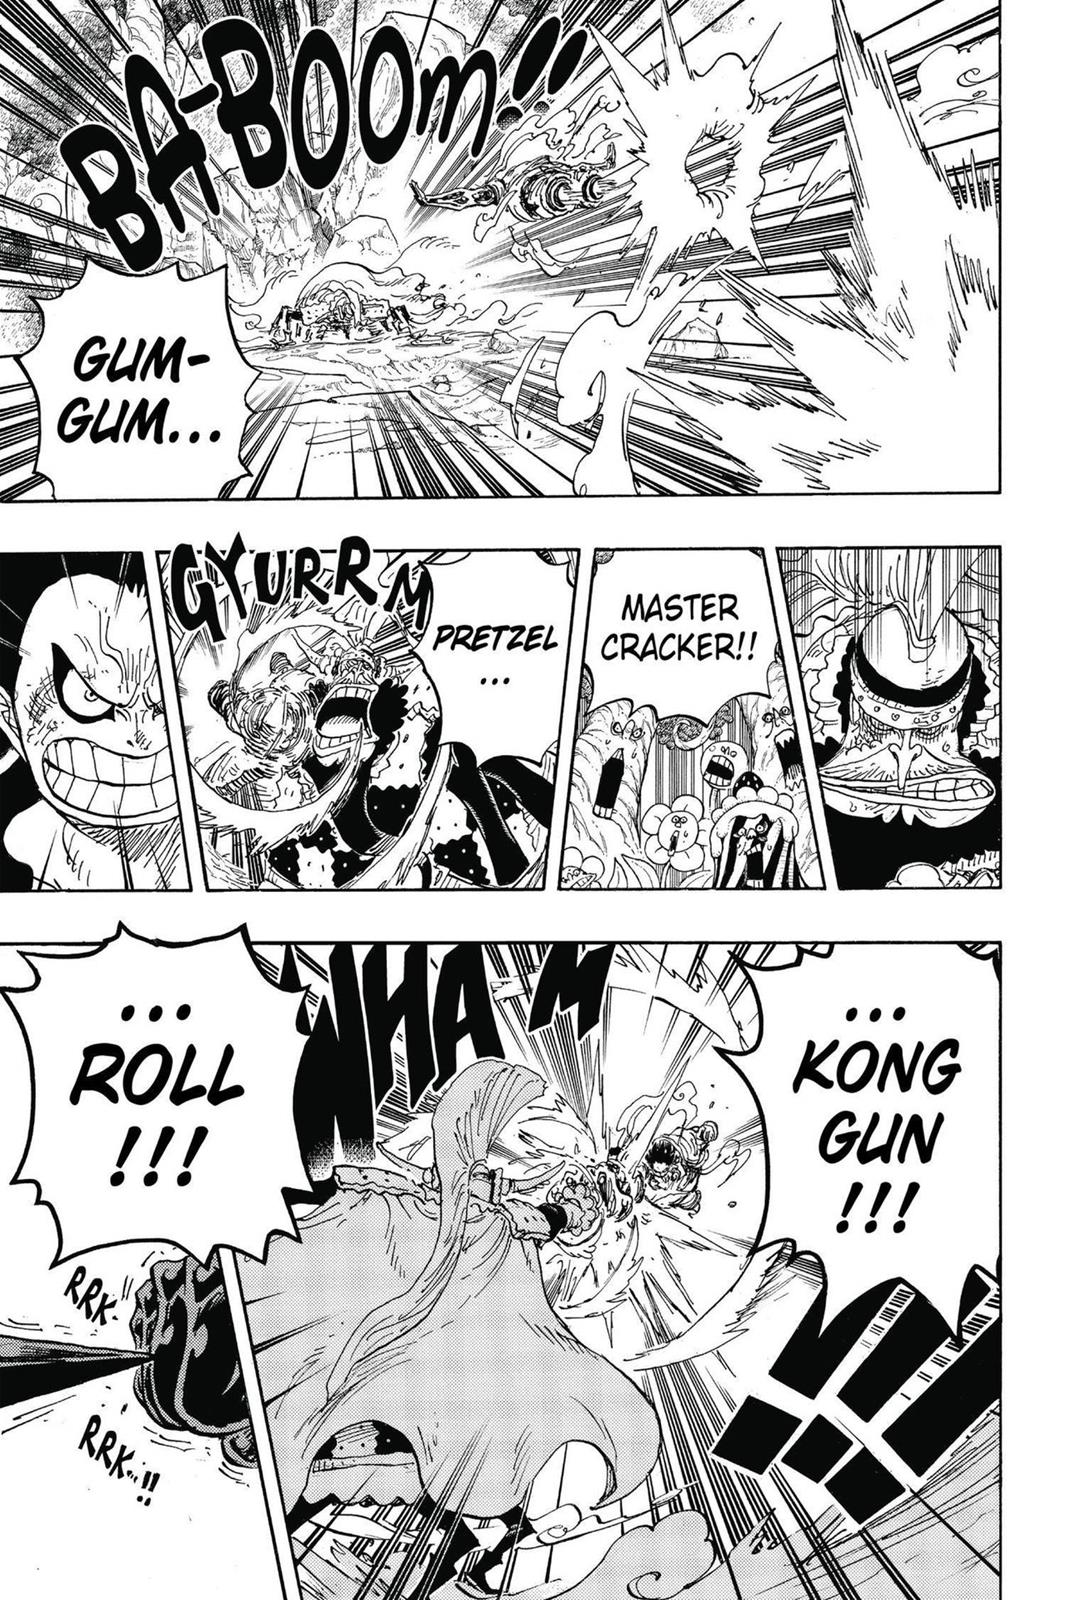 BA-BOOM!!
GUM-
GUM...
MASTER
CRACKER!!
PRETZEL
...
GYURRM
...
KONG
GUN
!!!
WHAM
!!!
...
ROLL
!!!
RRK..
RRK...!!